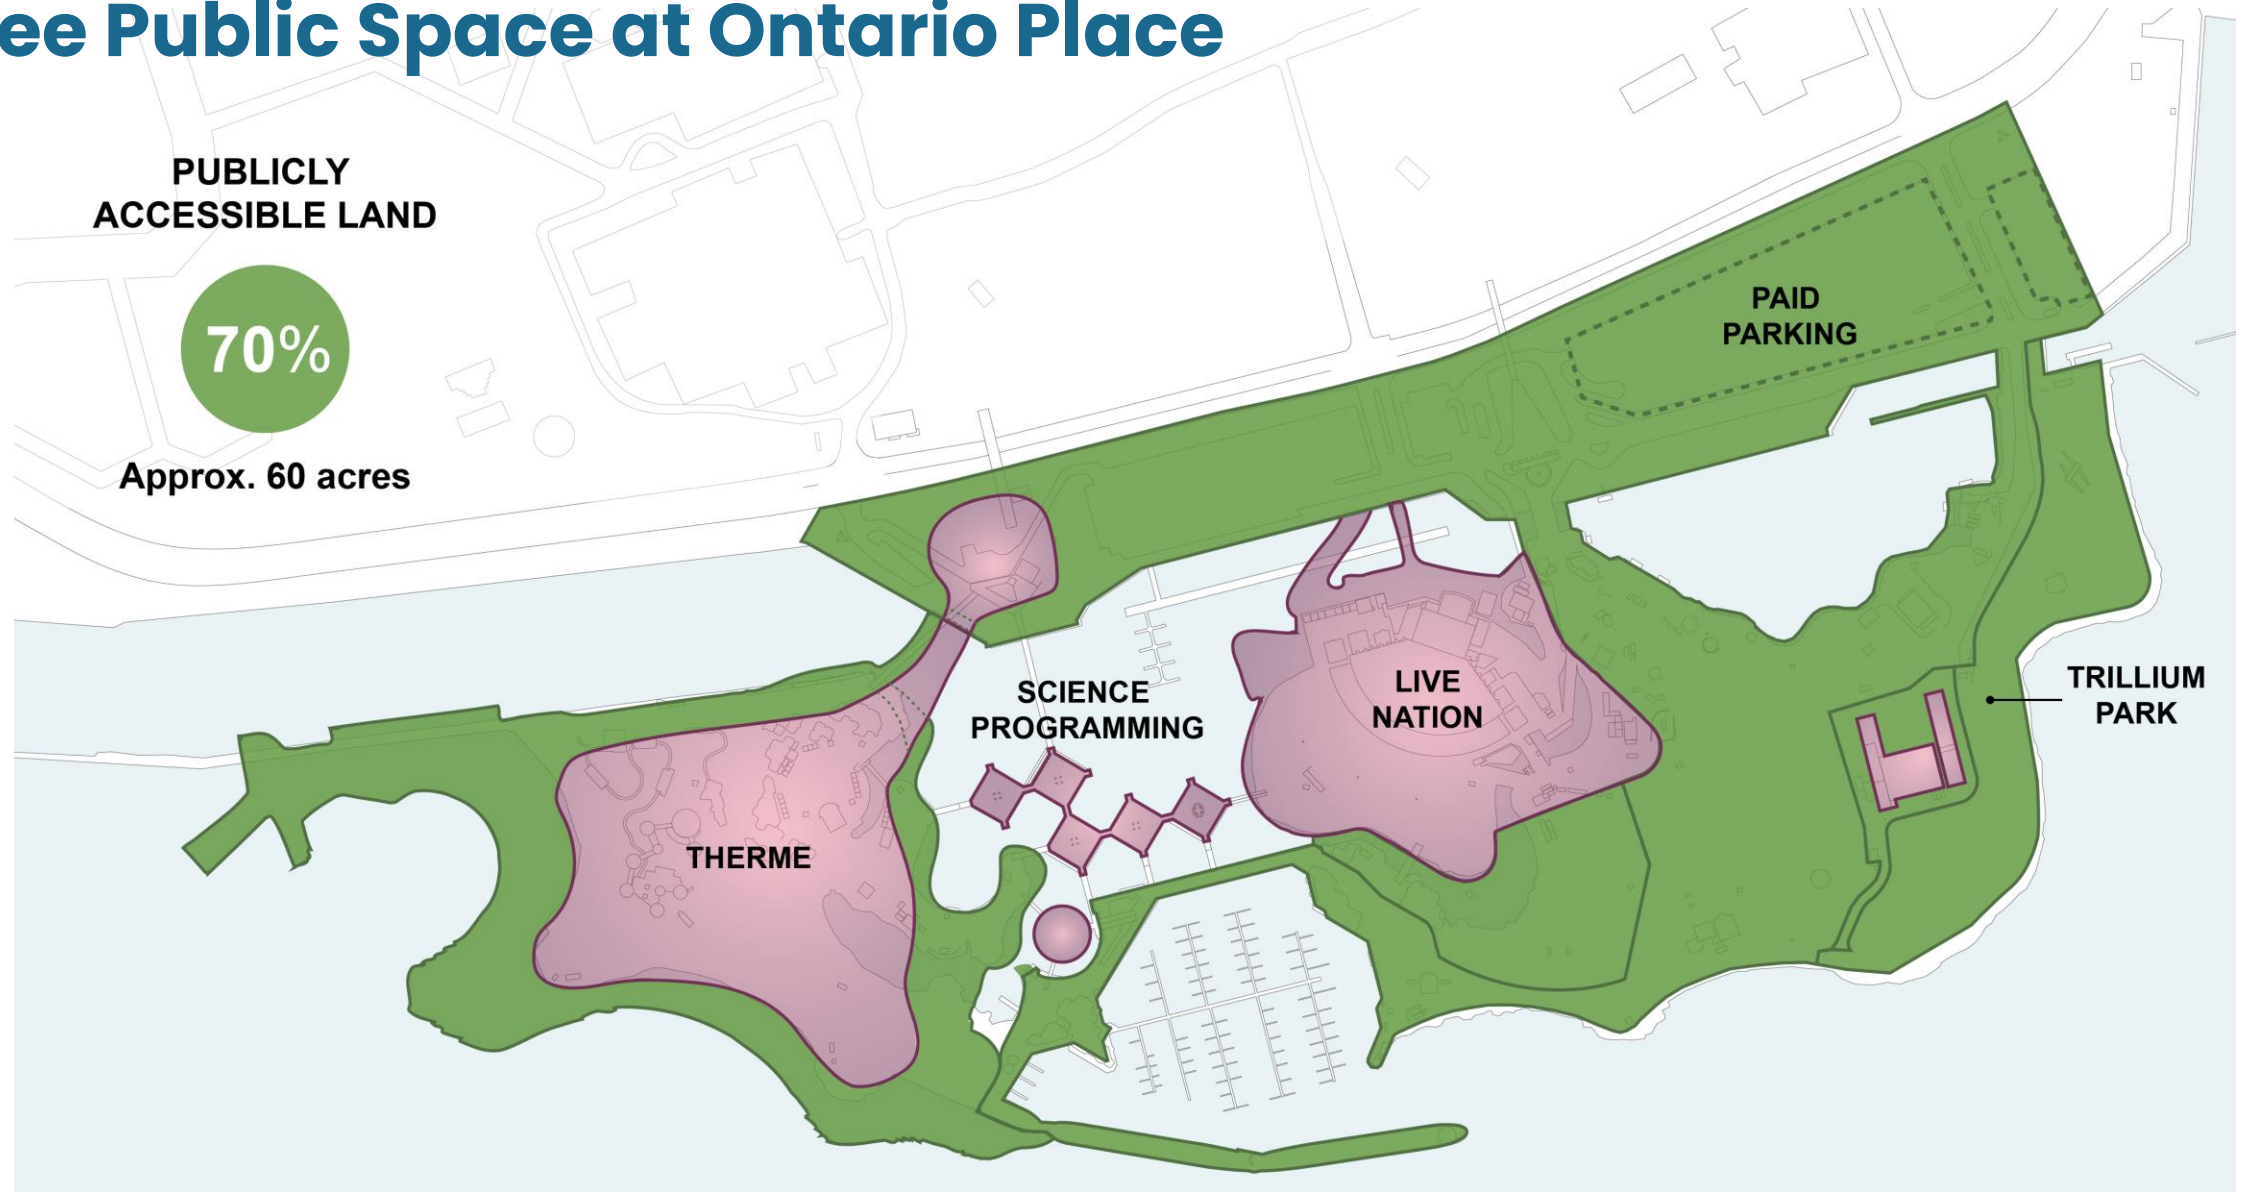 ee Public Space at Ontario Place
PUBLICLY
ACCESSIBLE LAND
70%
Approx. 60 acres
PAID
PARKING
SCIENCE
PROGRAMMING
LIVE
NATION
TRILLIUM
PARK
THERME